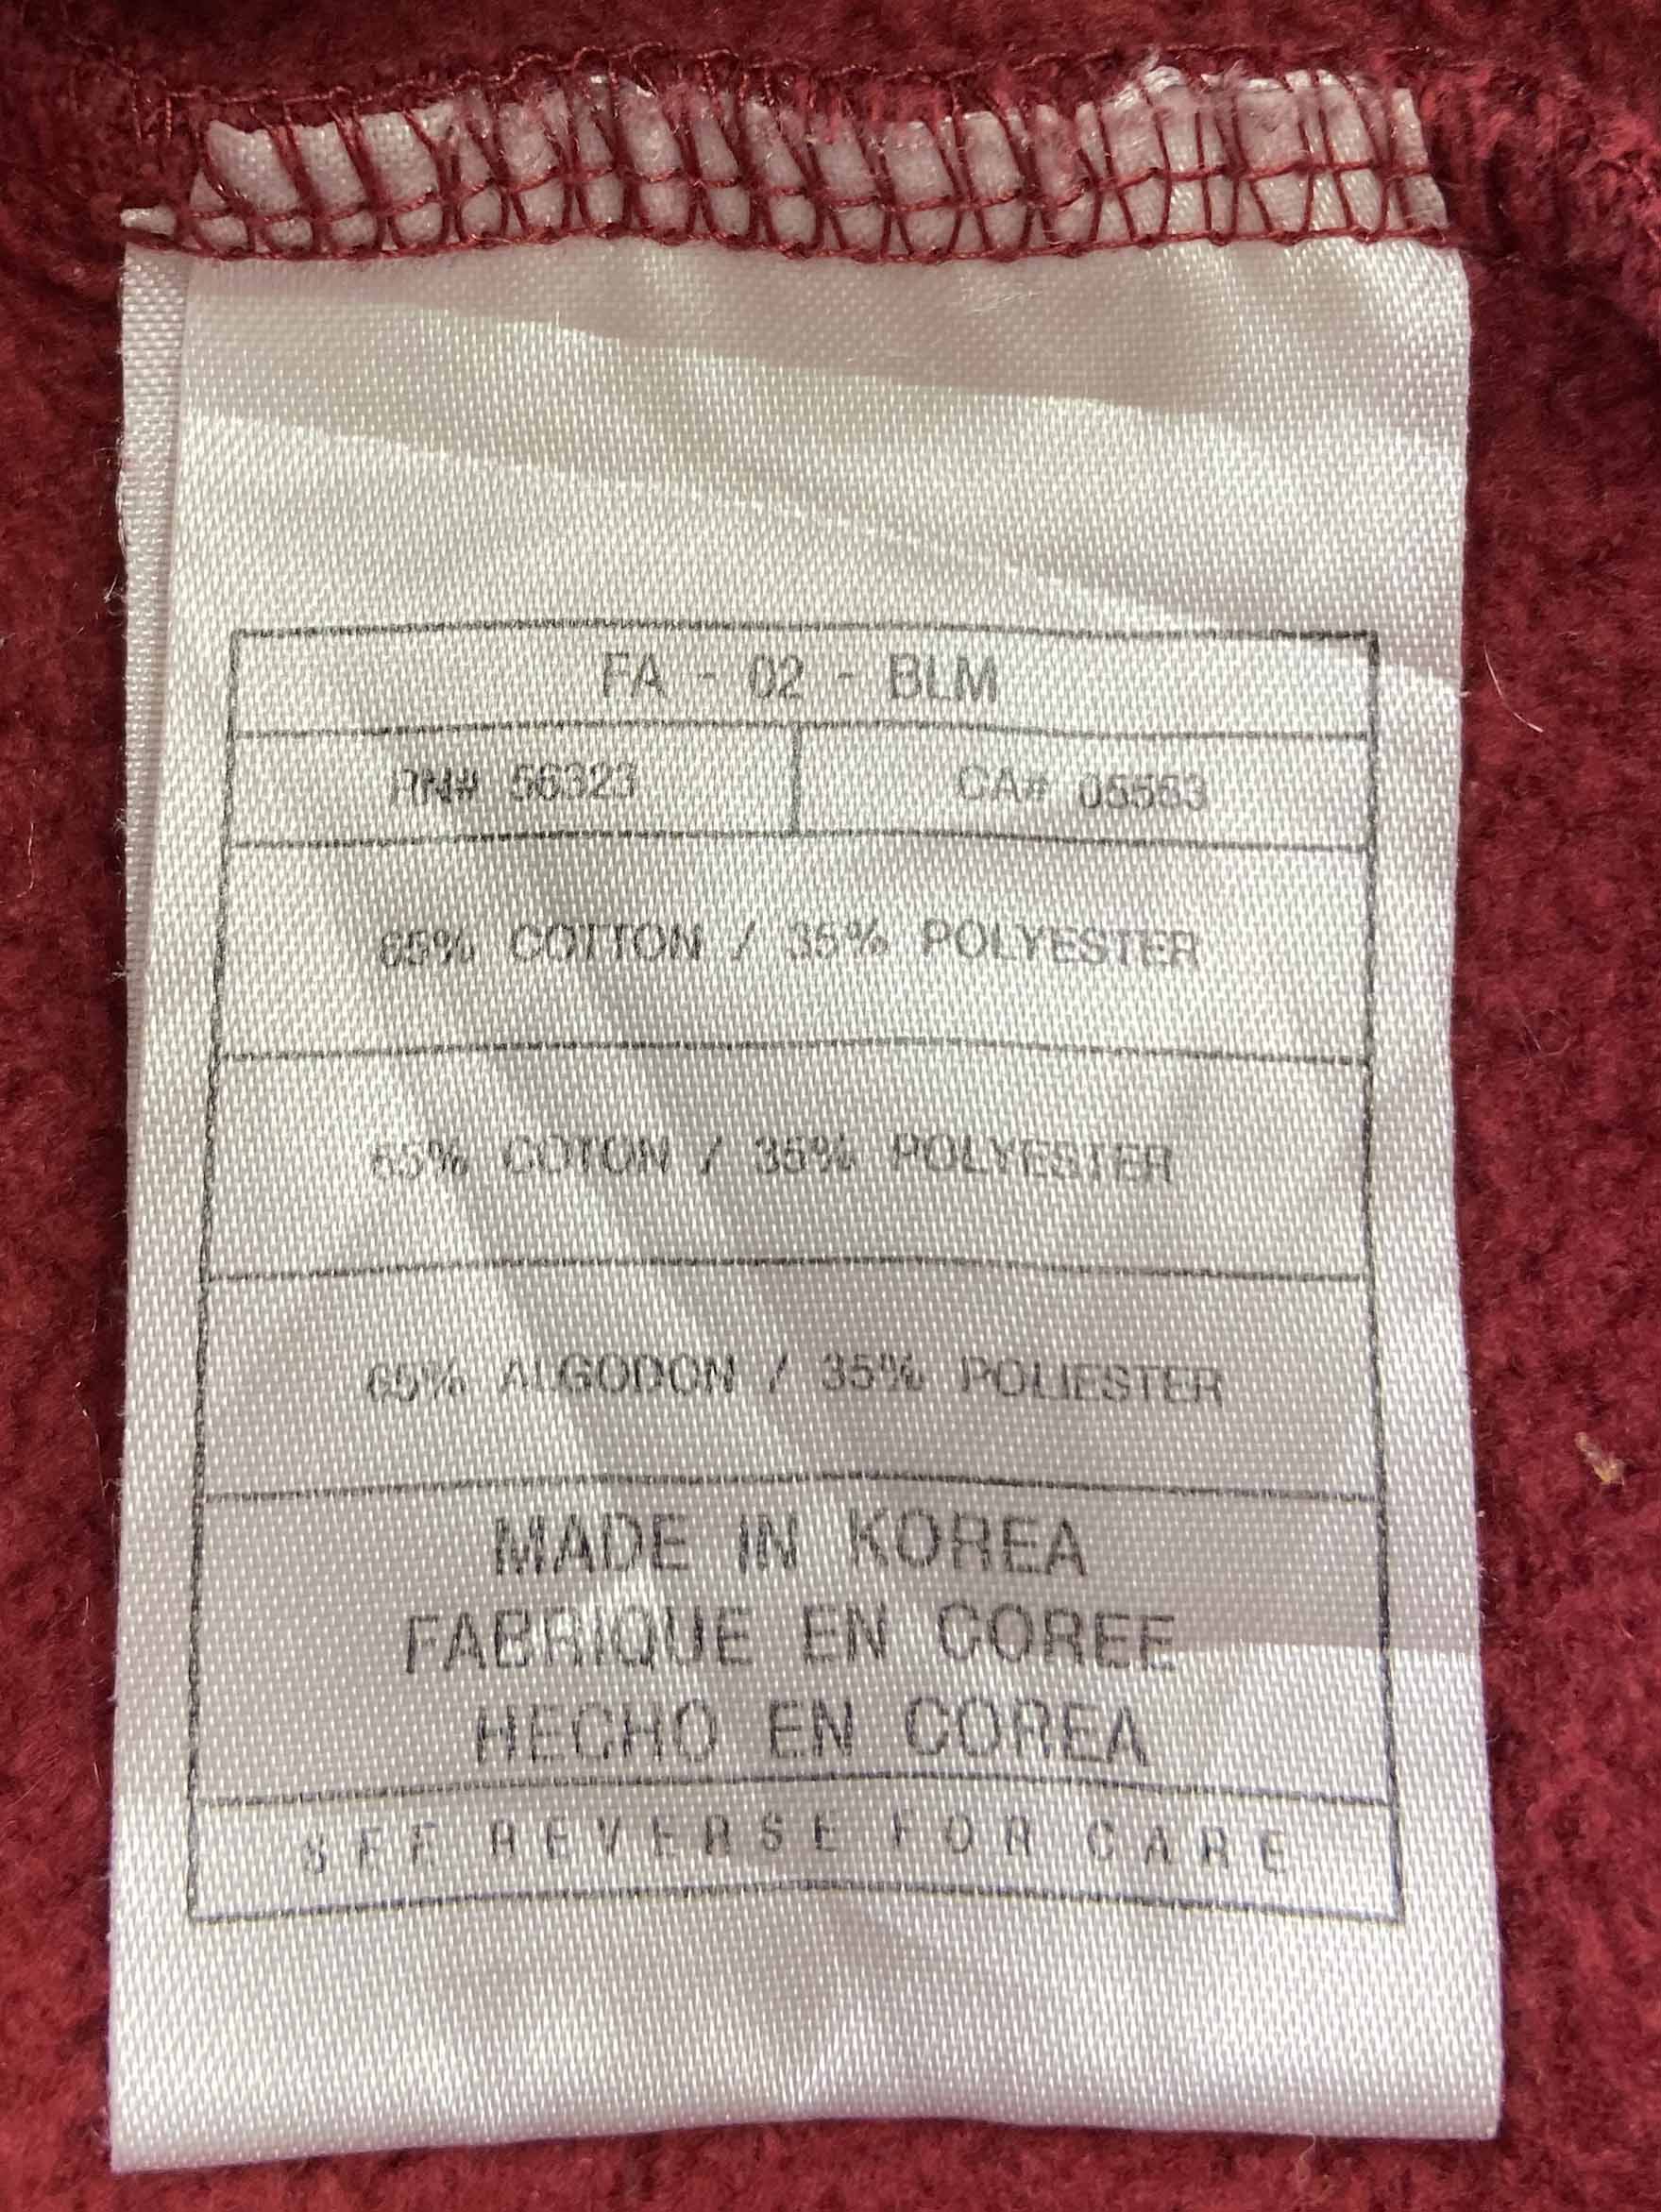 FA - 02 - BLM
RN# 56323 CA# 05553
65% COTTON / 35% POLYESTER
65% COTON / 35% POLYESTER
65% ALGODON / 35% POLIESTER
MADE IN KOREA
FABRIQUE EN COREE
HECHO EN COREA
SEE REVERSE FOR CARE